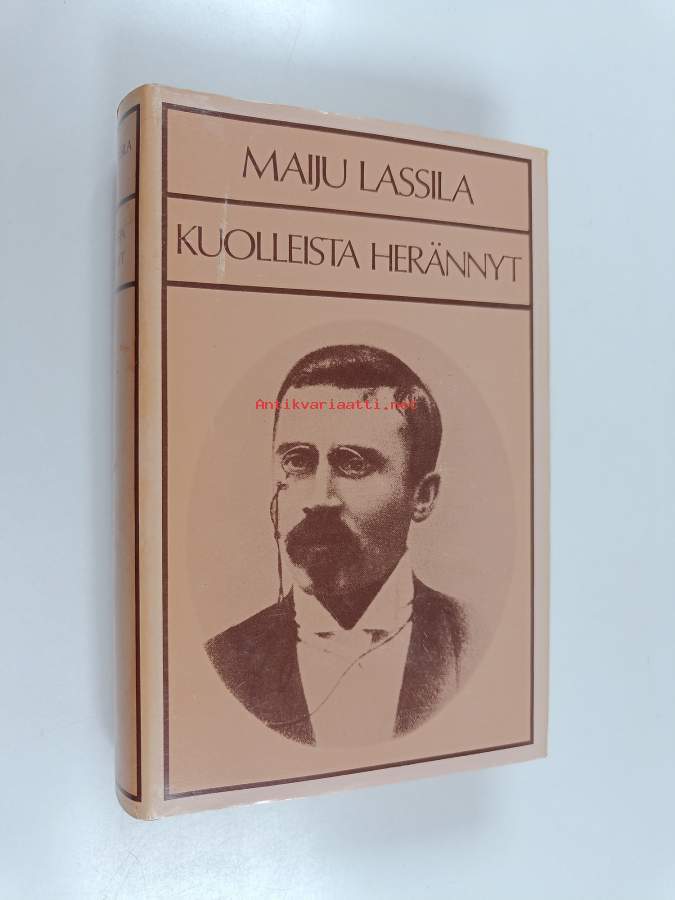 MAIJU LASSILA
KUOLLEISTA HERÄNNYT
Antikvariaatti.net